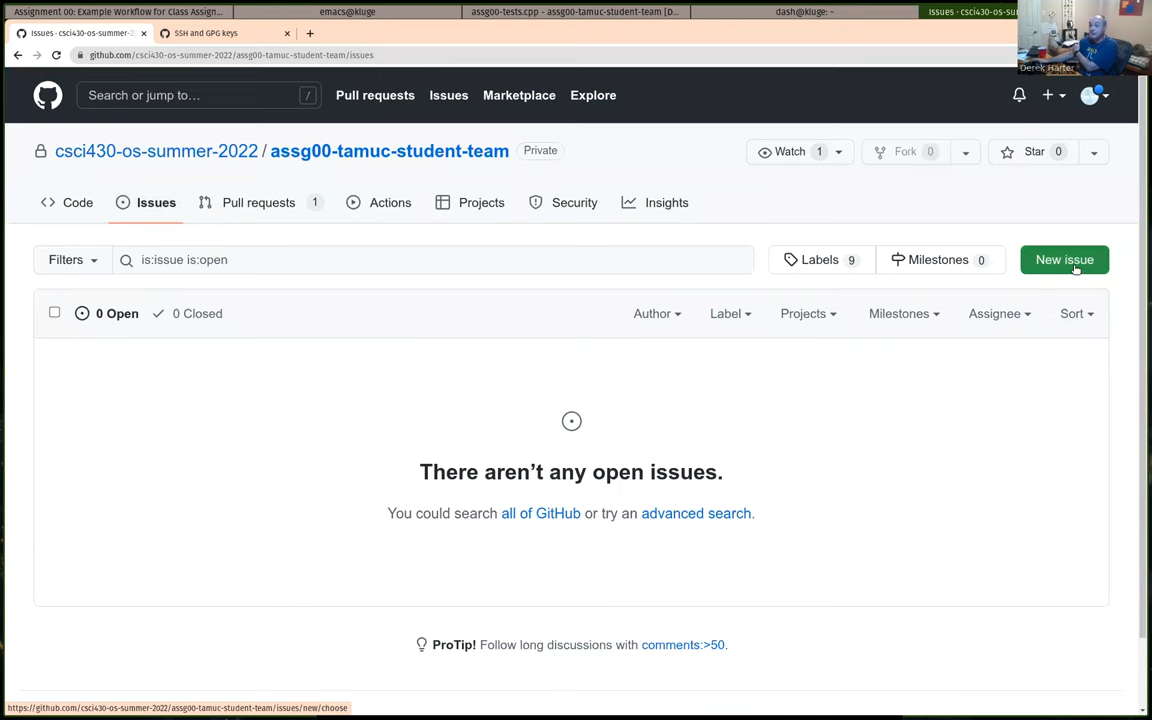 Assignment 00: Example Workflow for Class Assign...
emacs@kluge
assg00-tests.cpp - assg00-tamuc-student-team [D...
dash@kluge: ~
Issues · csci430-os-su
Issues · csci430-os-summer-2
SSH and GPG keys
github.com/csci430-os-summer-2022/assg00-tamuc-student-team/issues
Derek Harter
Search or jump to… /
Pull requests Issues Marketplace Explore
csci430-os-summer-2022 / assg00-tamuc-student-team Private
Watch 1 Fork 0 Star 0
Code Issues Pull requests 1 Actions Projects Security Insights
Filters is:issue is:open Labels 9 Milestones 0 New issue
0 Open 0 Closed Author Label Projects Milestones Assignee Sort
There aren’t any open issues.
You could search all of GitHub or try an advanced search.
ProTip! Follow long discussions with comments:>50.
https://github.com/csci430-os-summer-2022/assg00-tamuc-student-team/issues/new/choose